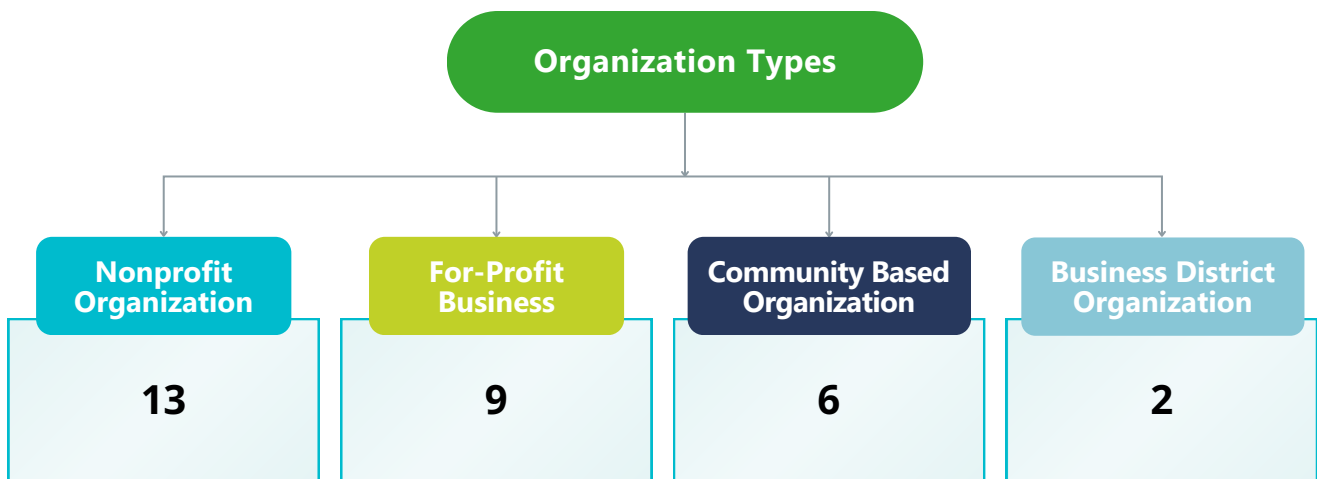 Organization Types
Nonprofit
Organization
For-Profit
Business
Community Based
Organization
Business District
Organization
13
9
6
2